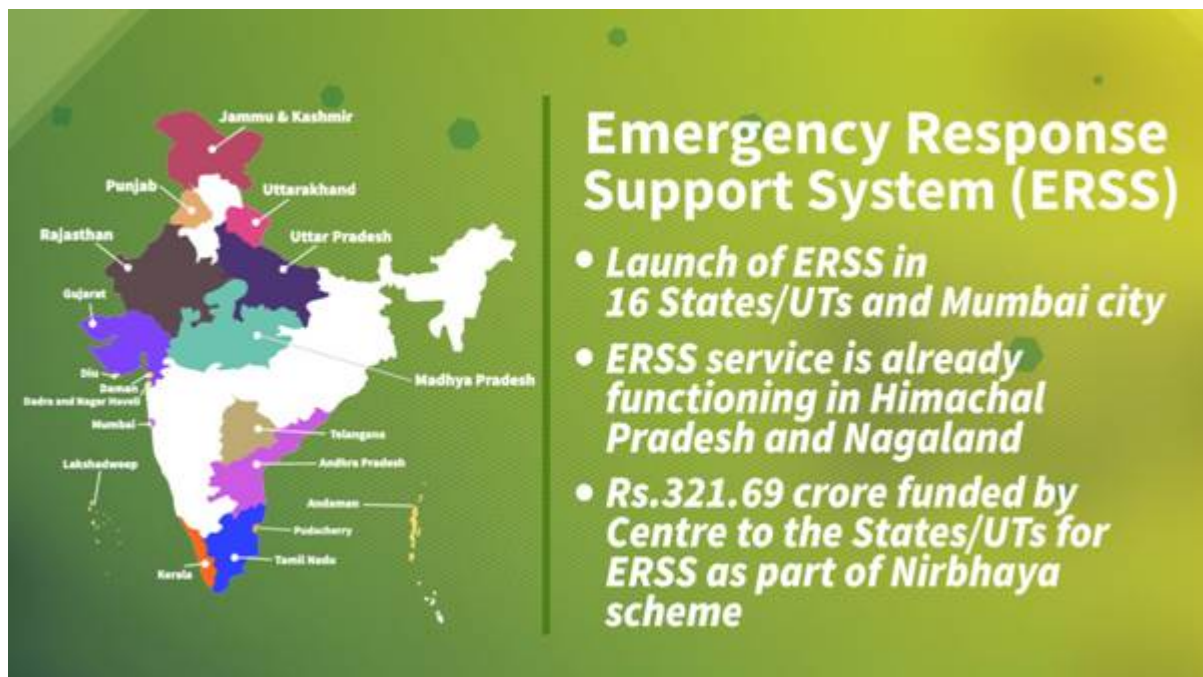 Jammu & Kashmir
Punjab
Uttarakhand
Rajasthan
Uttar Pradesh
Gujarat
Diu
Daman
Dadra and Nagar Haveli
Madhya Pradesh
Mumbai
Telangana
Lakshadweep
Andhra Pradesh
Andaman
Puducherry
Tamil Nadu
Kerala
Emergency Response
Support System (ERSS)
• Launch of ERSS in
16 States/UTs and Mumbai city
• ERSS service is already
functioning in Himachal
Pradesh and Nagaland
• Rs.321.69 crore funded by
Centre to the States/UTs for
ERSS as part of Nirbhaya
scheme